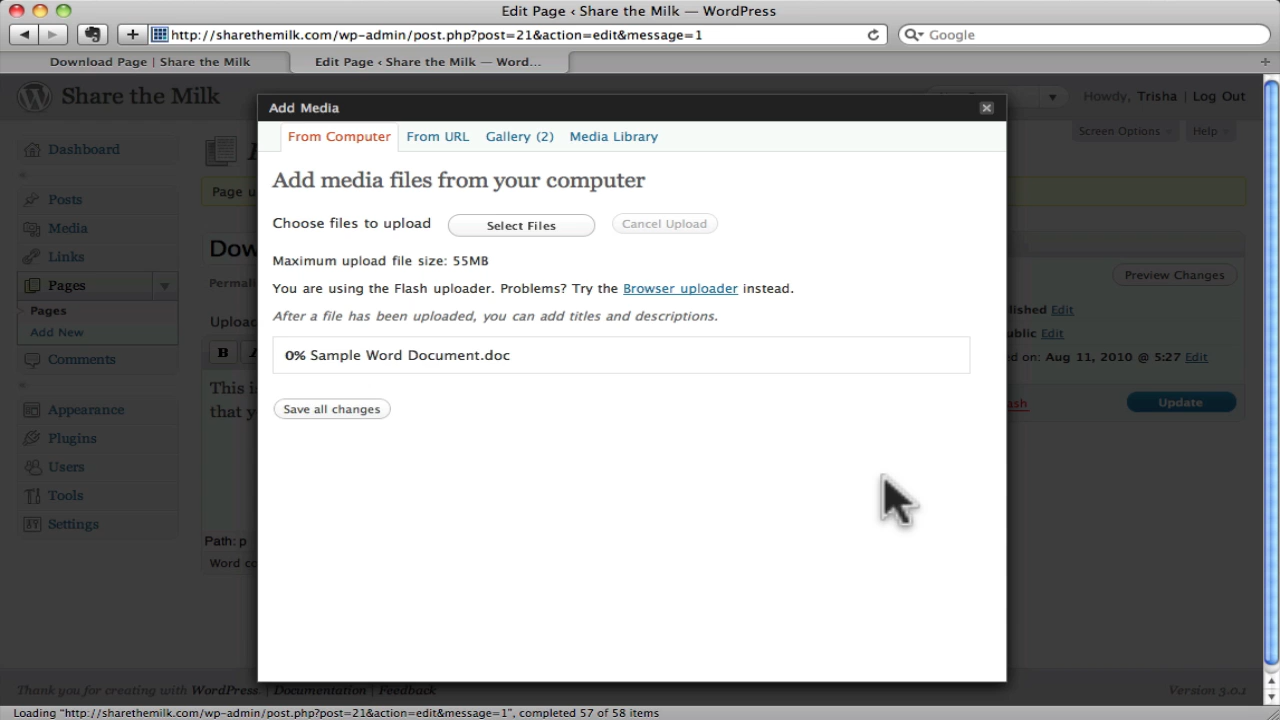 Edit Page ‹ Share the Milk — WordPress
http://sharethemilk.com/wp-admin/post.php?post=21&action=edit&message=1
Google
Download Page | Share the Milk
Edit Page ‹ Share the Milk — Word...
Share the Milk
Howdy, Trisha | Log Out
Add Media
Screen Options
Help
From Computer
From URL
Gallery (2)
Media Library
Dashboard
Add media files from your computer
Page u
Posts
Choose files to upload
Select Files
Cancel Upload
Media
Dow
Links
Maximum upload file size: 55MB
Preview Changes
Pages
Permali
You are using the Flash uploader. Problems? Try the Browser uploader instead.
Pages
lished Edit
After a file has been uploaded, you can add titles and descriptions.
Upload
Add New
ublic Edit
B
0% Sample Word Document.doc
Comments
d on: Aug 11, 2010 @ 5:27 Edit
This i
Save all changes
that y
ash
Update
Appearance
Plugins
Users
Tools
Settings
Path: p
Word co
Thank you for creating with WordPress. | Documentation | Feedback
Version 3.0.1
Loading "http://sharethemilk.com/wp-admin/post.php?post=21&action=edit&message=1", completed 57 of 58 items